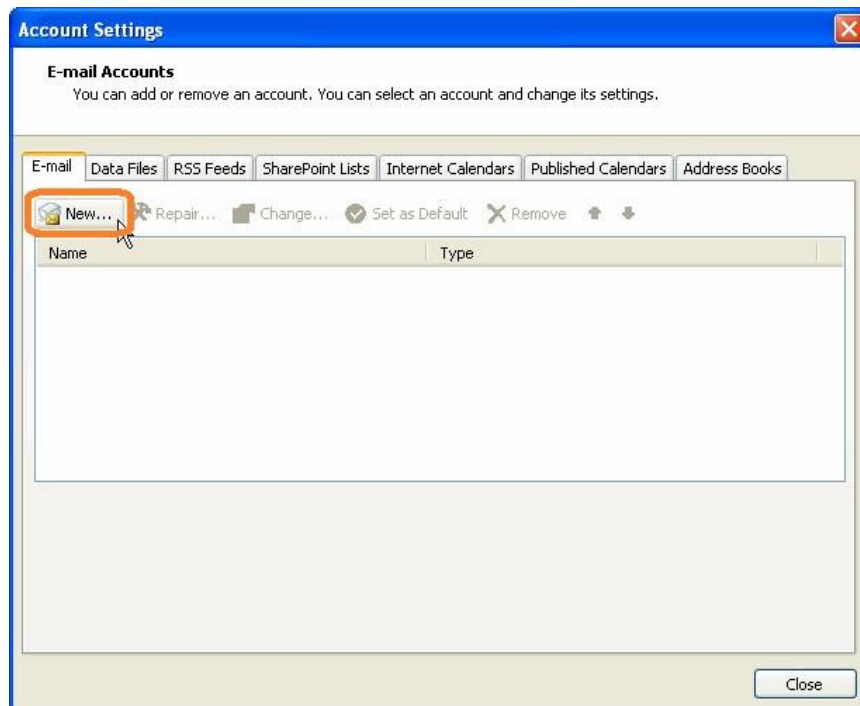 Account Settings
E-mail Accounts
You can add or remove an account. You can select an account and change its settings.
E-mail Data Files RSS Feeds SharePoint Lists Internet Calendars Published Calendars Address Books
New... Repair... Change... Set as Default Remove
Name Type
Close